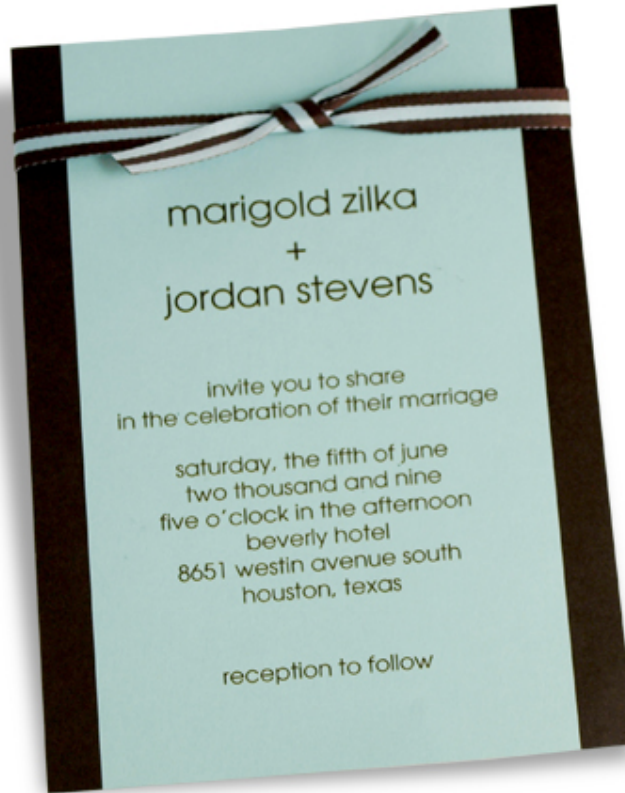 marigold zilka
+
jordan stevens
invite you to share
in the celebration of their marriage
saturday, the fifth of june
two thousand and nine
five o'clock in the afternoon
beverly hotel
8651 westin avenue south
houston, texas
reception to follow